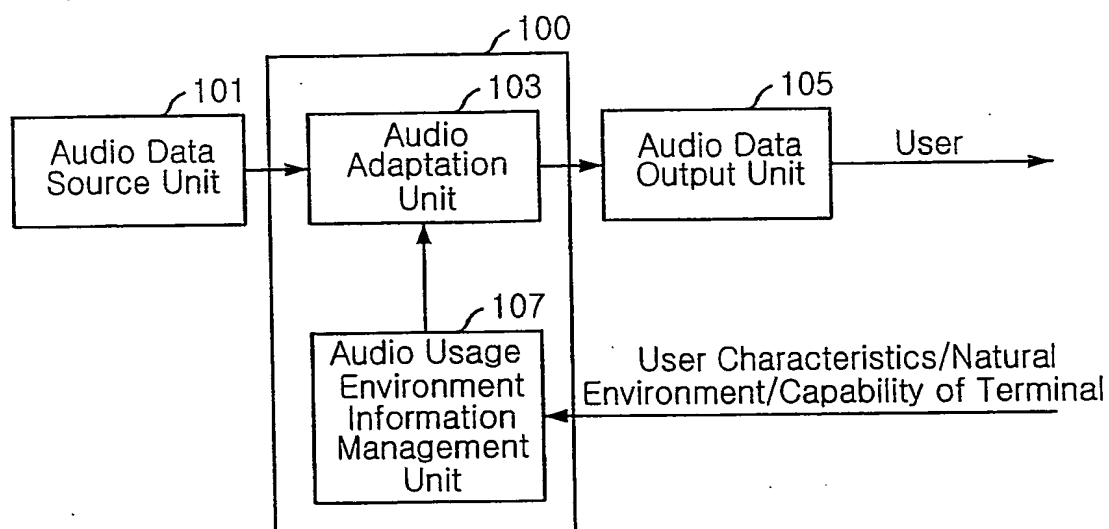 100
101
103
105
Audio Data
Source Unit
Audio
Adaptation
Unit
Audio Data
Output Unit
User
107
Audio Usage
Environment
Information
Management
Unit
User Characteristics/Natural
Environment/Capability of Terminal